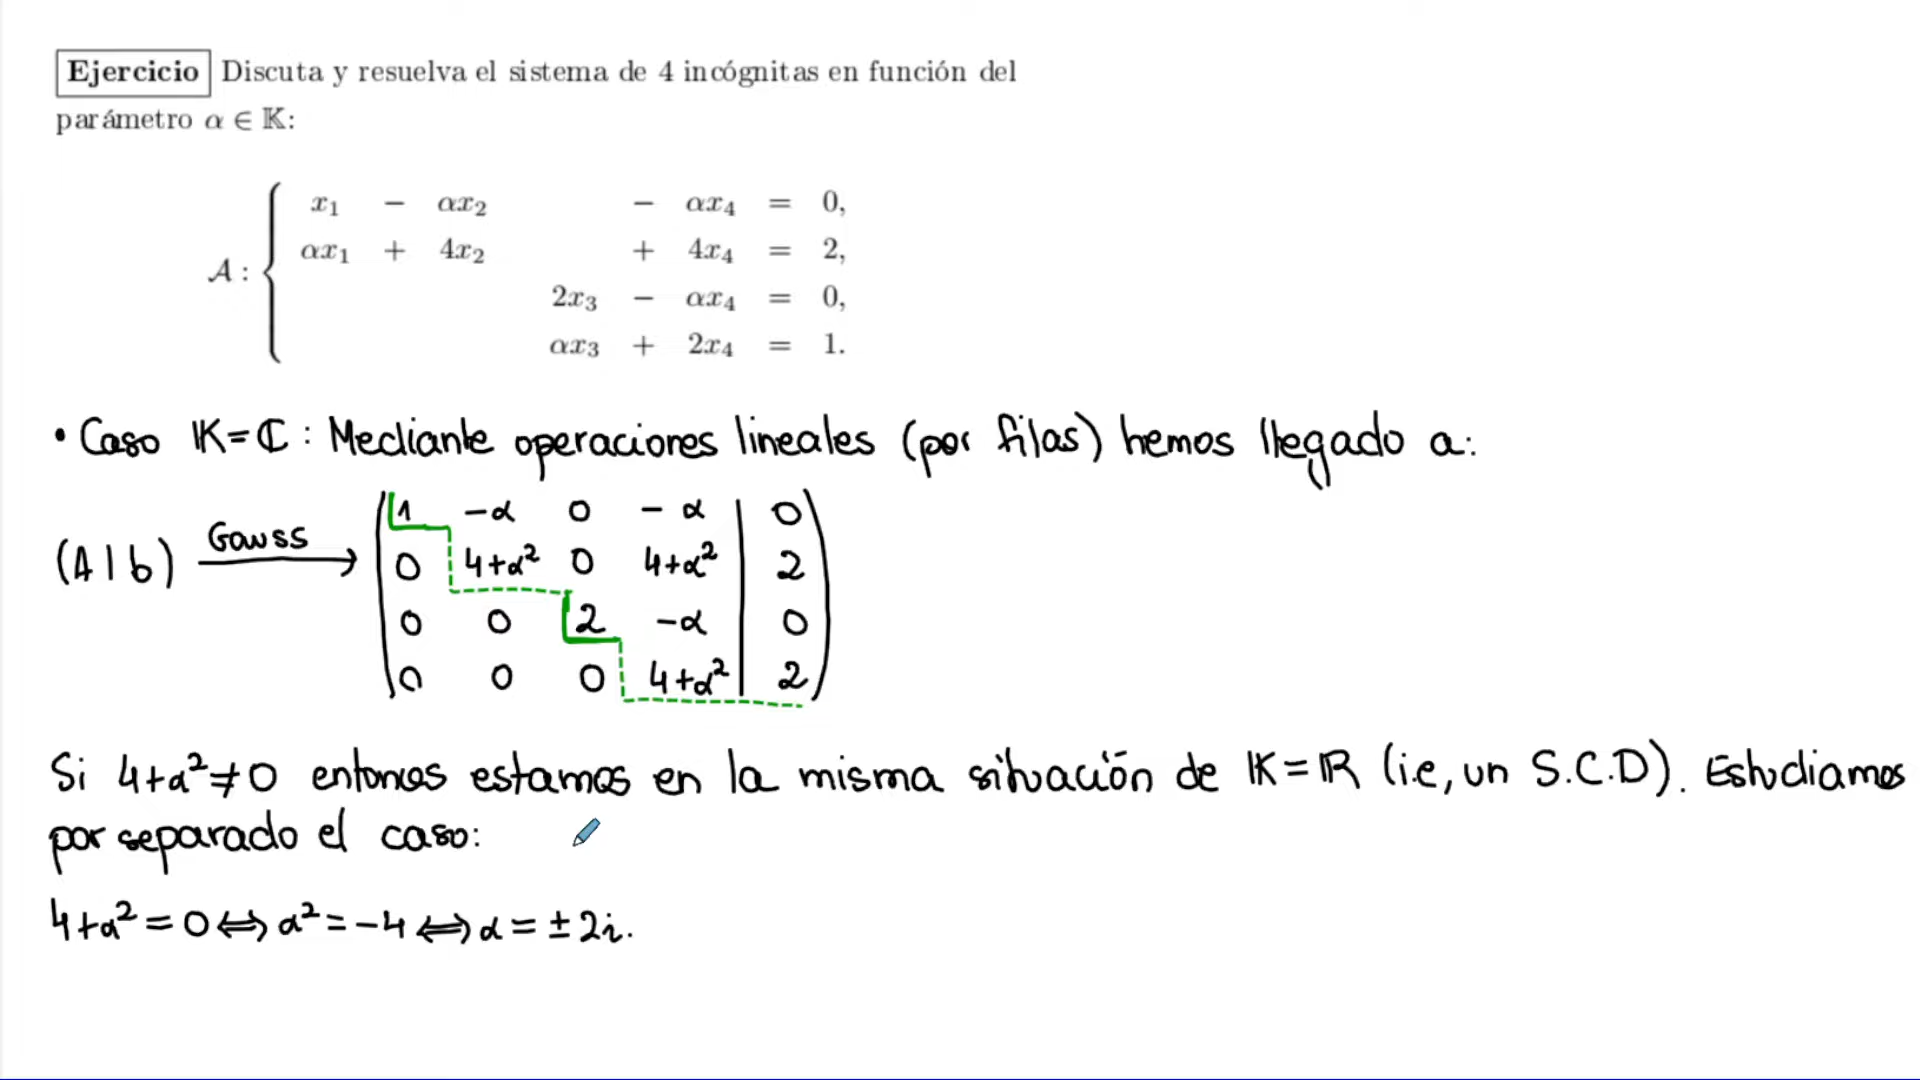 Ejercicio Discuta y resuelva el sistema de 4 incógnitas en función del
parámetro α ∈ 𝕂:
x₁ − αx₂ − αx₄ = 0,
αx₁ + 4x₂ + 4x₄ = 2,
𝒜 :
2x₃ − αx₄ = 0,
αx₃ + 2x₄ = 1.
• Caso 𝕂=ℂ : Mediante operaciones lineales (por filas) hemos llegado a:
1 -α 0 -α | 0
(A|b) Gauss → 0 4+α² 0 4+α² | 2
0 0 2 -α | 0
0 0 0 4+α² | 2
Si 4+α²≠0 entonces estamos en la misma situación de 𝕂=ℝ (i.e, un S.C.D). Estudiamos
por separado el caso:
4+α²=0⟺α²=-4⟺α=±2i.